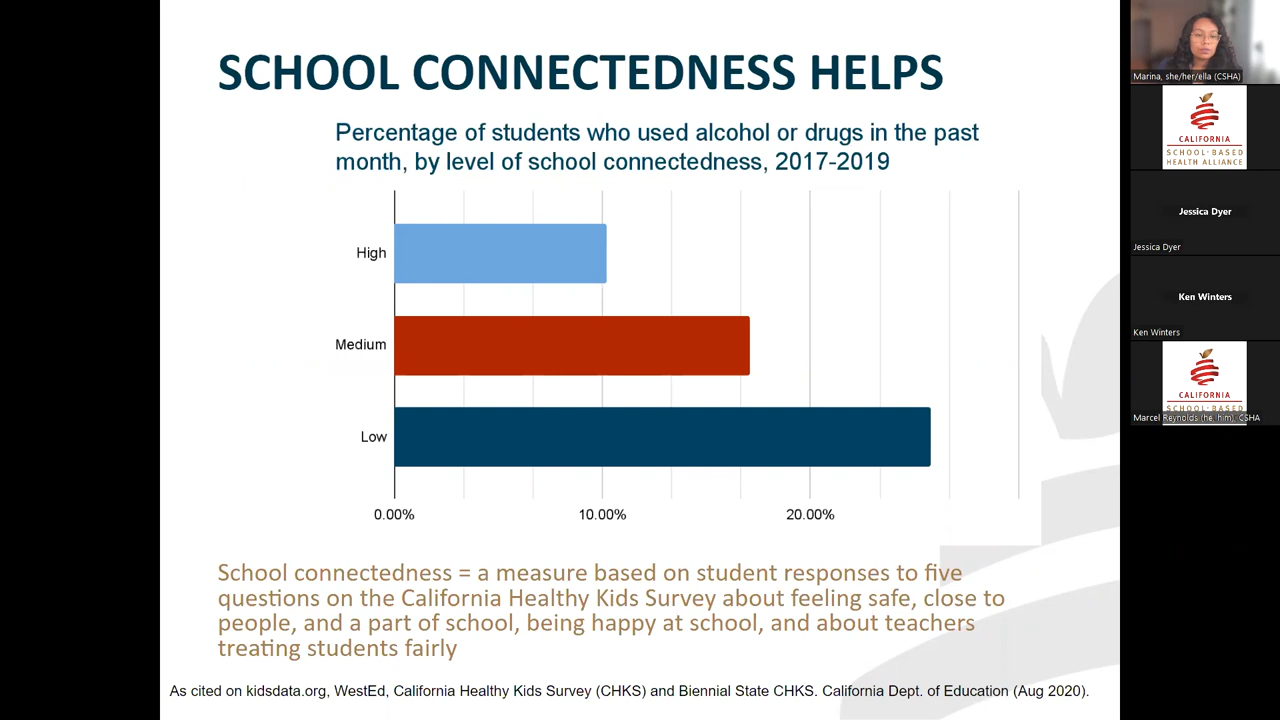 SCHOOL CONNECTEDNESS HELPS
Percentage of students who used alcohol or drugs in the past
month, by level of school connectedness, 2017-2019
High
Medium
Low
0.00%
10.00%
20.00%
School connectedness = a measure based on student responses to five
questions on the California Healthy Kids Survey about feeling safe, close to
people, and a part of school, being happy at school, and about teachers
treating students fairly
As cited on kidsdata.org, WestEd, California Healthy Kids Survey (CHKS) and Biennial State CHKS. California Dept. of Education (Aug 2020).
Marina, she/her/ella (CSHA)
CALIFORNIA
SCHOOL-BASED
HEALTH ALLIANCE
Jessica Dyer
Jessica Dyer
Ken Winters
Ken Winters
CALIFORNIA
SCHOOL-BASED
Marcel Reynolds (he, him), CSHA